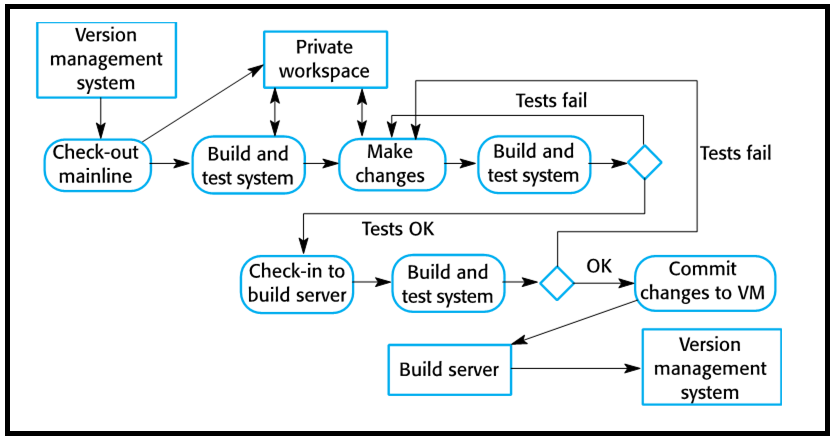 Version
management
system
Private
workspace
Tests fail
Check-out
mainline
Build and
test system
Make
changes
Build and
test system
Tests fail
Tests OK
Check-in to
build server
Build and
test system
OK
Commit
changes to VM
Build server
Version
management
system